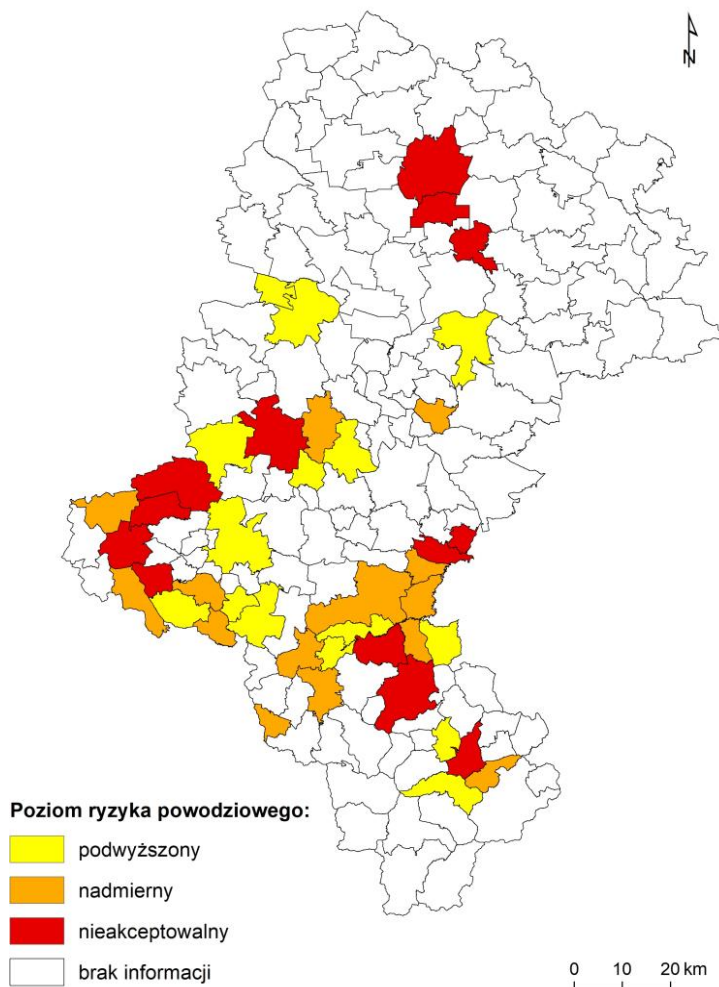 N
Poziom ryzyka powodziowego:
podwyższony
nadmierny
nieakceptowalny
brak informacji
0 10 20 km